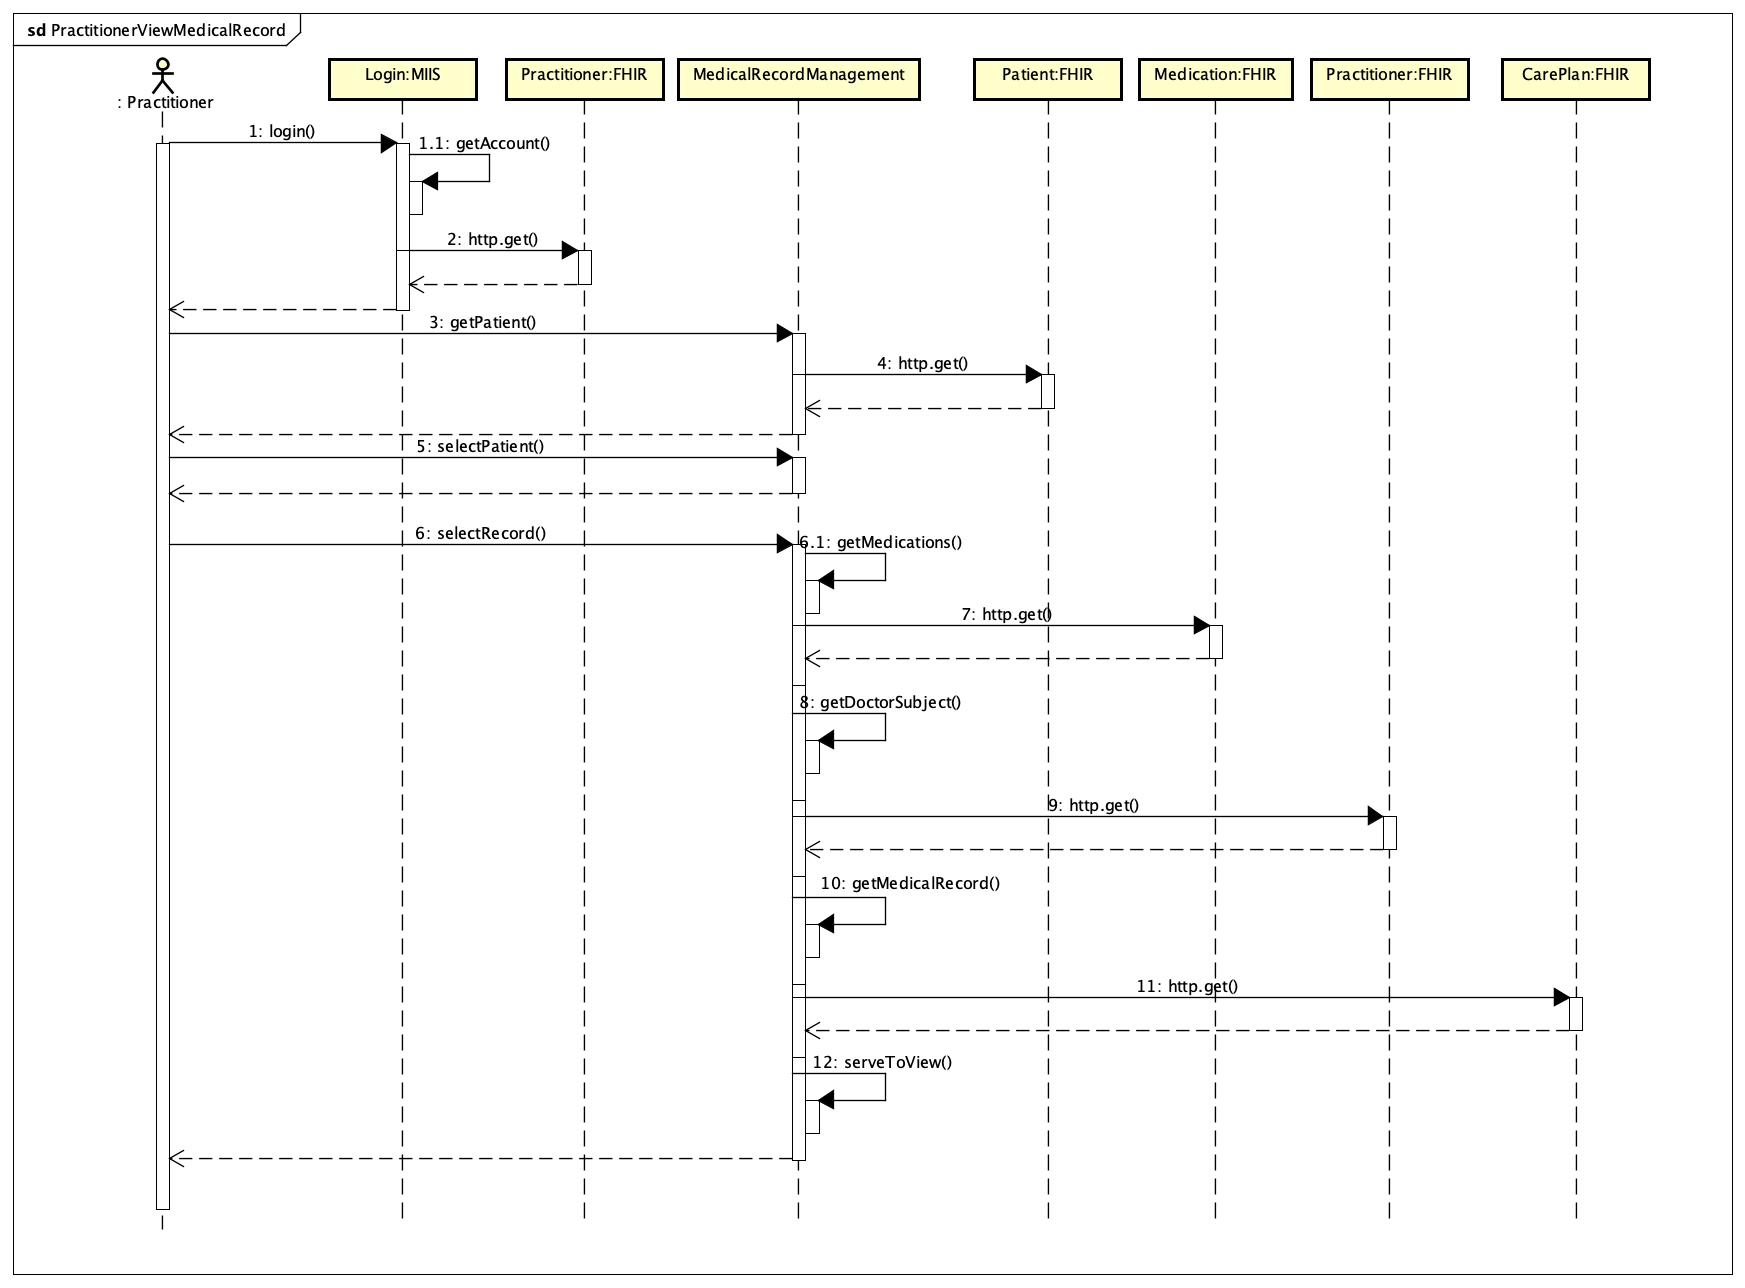 sd PractitionerViewMedicalRecord
: Practitioner
Login:MIIS
Practitioner:FHIR
MedicalRecordManagement
Patient:FHIR
Medication:FHIR
Practitioner:FHIR
CarePlan:FHIR
1: login()
1.1: getAccount()
2: http.get()
3: getPatient()
4: http.get()
5: selectPatient()
6: selectRecord()
6.1: getMedications()
7: http.get()
8: getDoctorSubject()
9: http.get()
10: getMedicalRecord()
11: http.get()
12: serveToView()